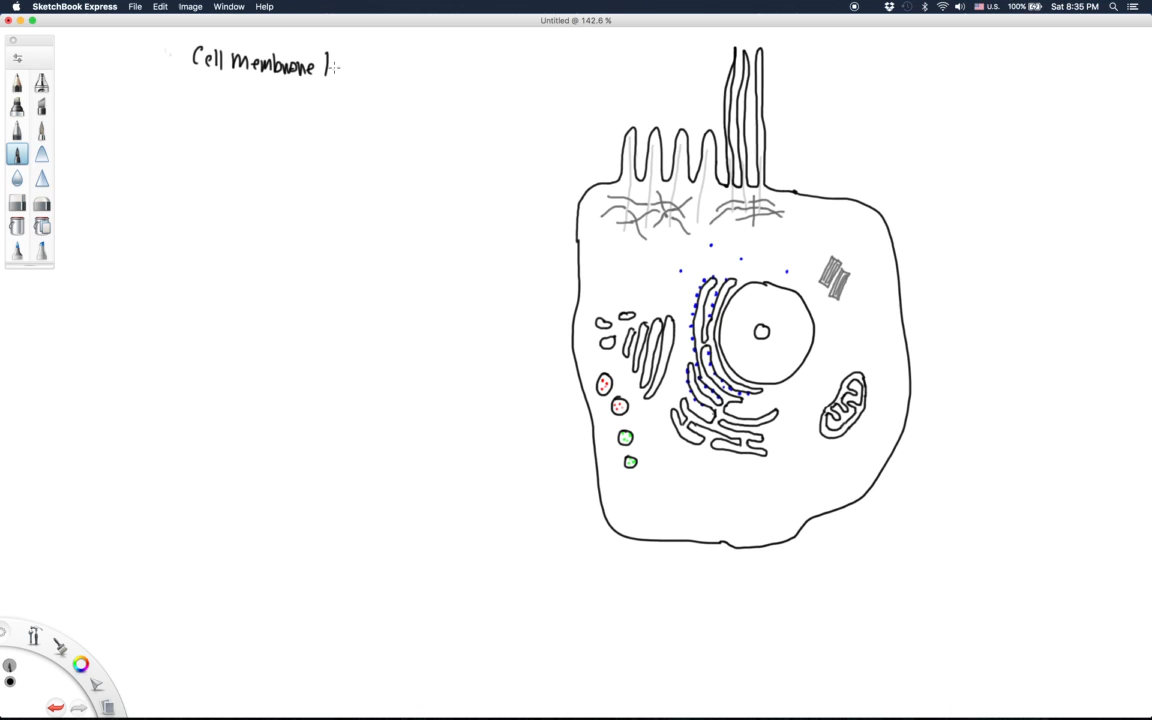 SketchBook Express File Edit Image Window Help U.S. 100% Sat 8:35 PM
Untitled @ 142.6 %
Cell Membrane